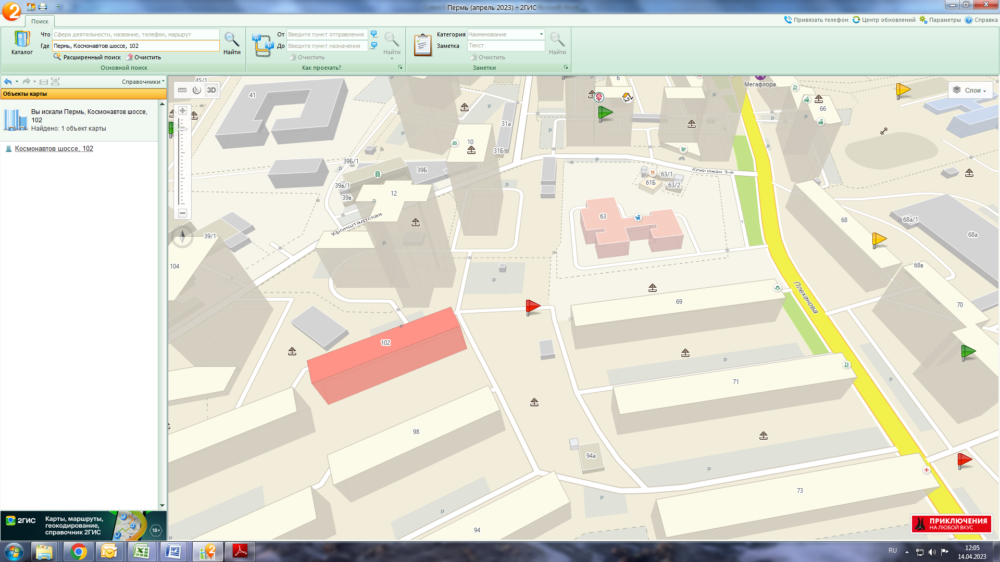 Пермь (апрель 2023) - 2ГИС
Поиск
Привязать телефон
Центр обновлений
Параметры
Справка
Каталог
Что
Сфера деятельности, название, телефон, маршрут
Где
Пермь, Космонавтов шоссе, 102
Расширенный поиск
Очистить
Найти
Основной поиск
От
Введите пункт отправления
До
Введите пункт назначения
Очистить
Найти
Как проехать?
Категория
Наименование
Заметка
Текст
Очистить
Найти
Заметки
Справочники
Объекты карты
Вы искали Пермь, Космонавтов шоссе,
102
Найдено: 1 объект карты
Космонавтов шоссе, 102
3D
Слои
45/1
41
6
Мегафлора
66
31а
10
31Б
39Б/1
39Б
39в/1
39в
12
Кронштадтская
Ключевая 3-я
63/1
61Б
63/2
63
68
68а/1
68а
39/1
104
68в
69
Плеханова
70
102
71
98
94а
73
94
P
2ГИС
Карты, маршруты,
геокодирование,
справочник 2ГИС
18+
ПРИКЛЮЧЕНИЯ
НА ЛЮБОЙ ВКУС
RU
12:05
14.04.2023